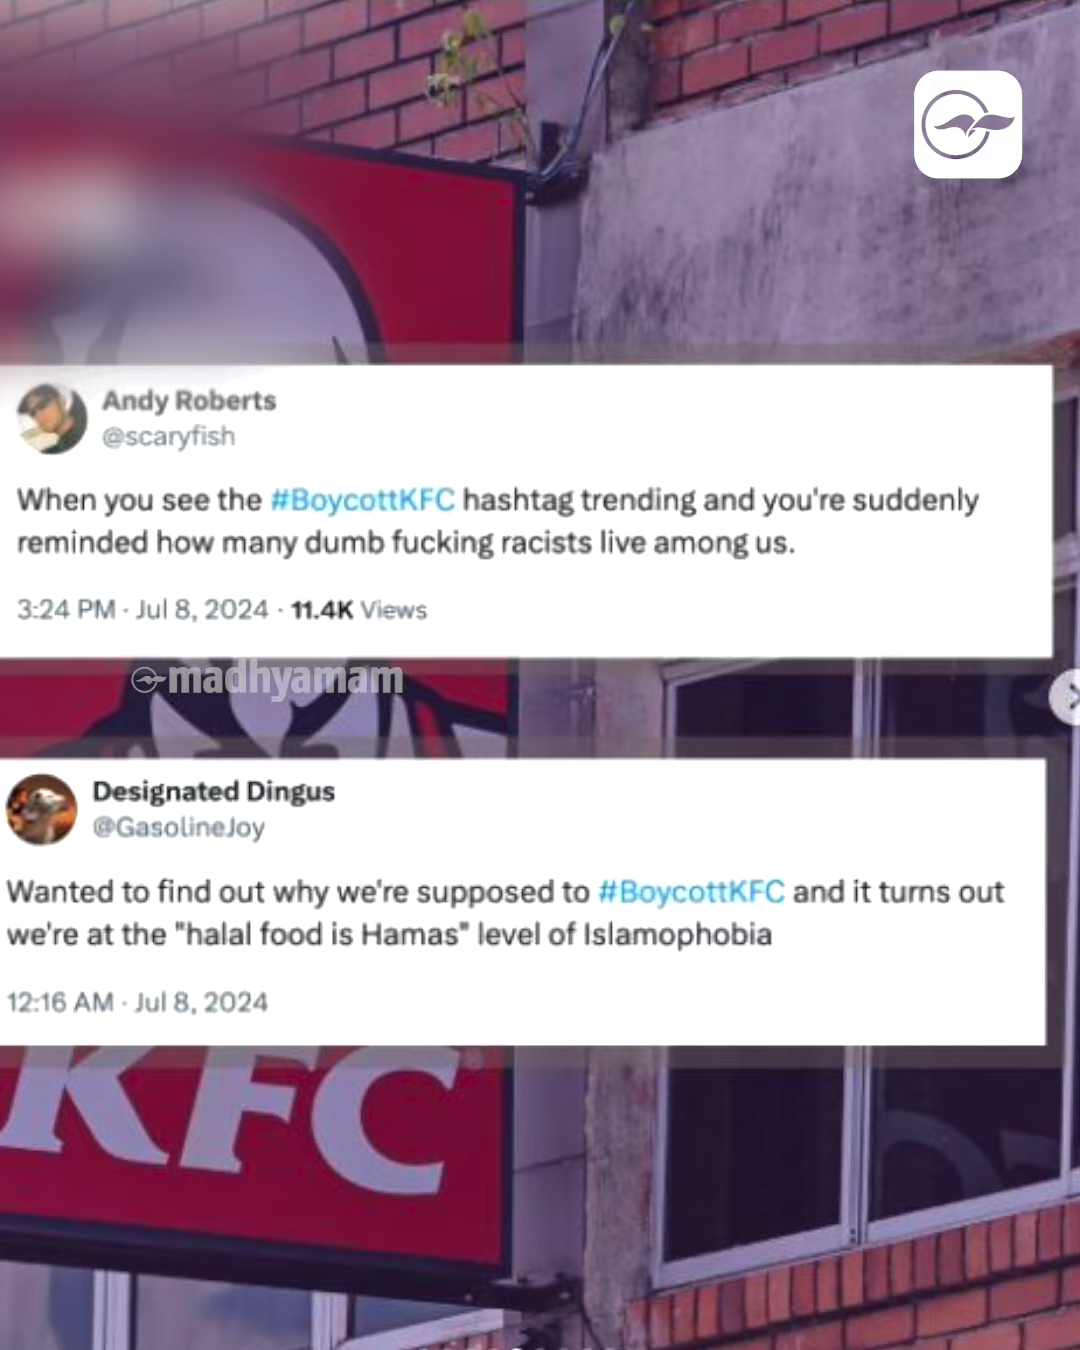 Andy Roberts
@scaryfish
When you see the #BoycottKFC hashtag trending and you're suddenly
reminded how many dumb fucking racists live among us.
3:24 PM · Jul 8, 2024 · 11.4K Views
madhyamam
Designated Dingus
@GasolineJoy
Wanted to find out why we're supposed to #BoycottKFC and it turns out
we're at the "halal food is Hamas" level of Islamophobia
12:16 AM · Jul 8, 2024
KFC